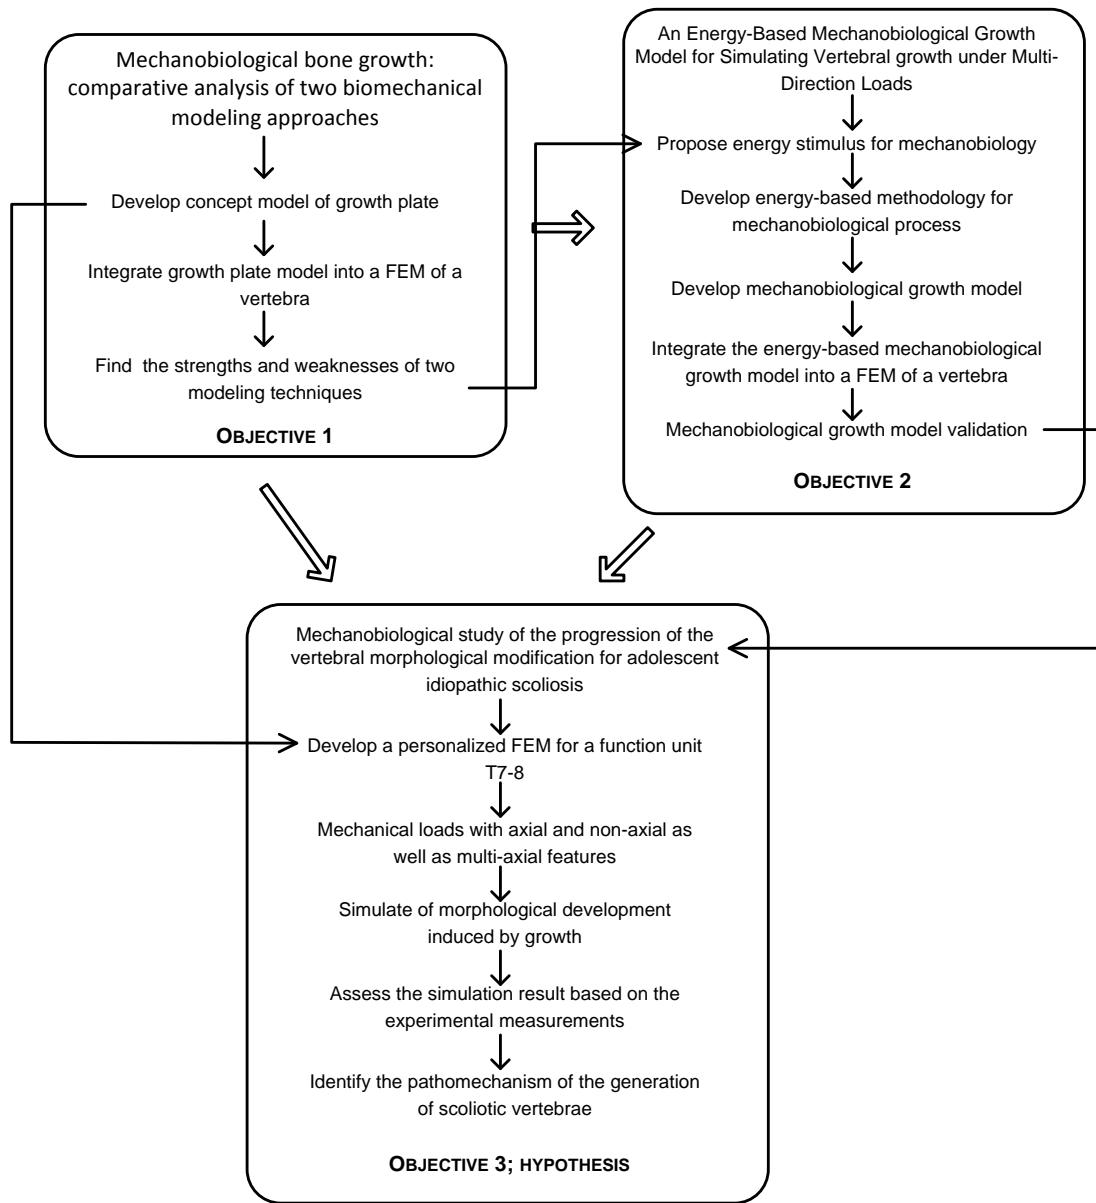 Mechanobiological bone growth:
comparative analysis of two biomechanical
modeling approaches
Develop concept model of growth plate
Integrate growth plate model into a FEM of a
vertebra
Find the strengths and weaknesses of two
modeling techniques
OBJECTIVE 1
An Energy-Based Mechanobiological Growth
Model for Simulating Vertebral growth under Multi-
Direction Loads
Propose energy stimulus for mechanobiology
Develop energy-based methodology for
mechanobiological process
Develop mechanobiological growth model
Integrate the energy-based mechanobiological
growth model into a FEM of a vertebra
Mechanobiological growth model validation
OBJECTIVE 2
Mechanobiological study of the progression of the
vertebral morphological modification for adolescent
idiopathic scoliosis
Develop a personalized FEM for a function unit
T7-8
Mechanical loads with axial and non-axial as
well as multi-axial features
Simulate of morphological development
induced by growth
Assess the simulation result based on the
experimental measurements
Identify the pathomechanism of the generation
of scoliotic vertebrae
OBJECTIVE 3; HYPOTHESIS